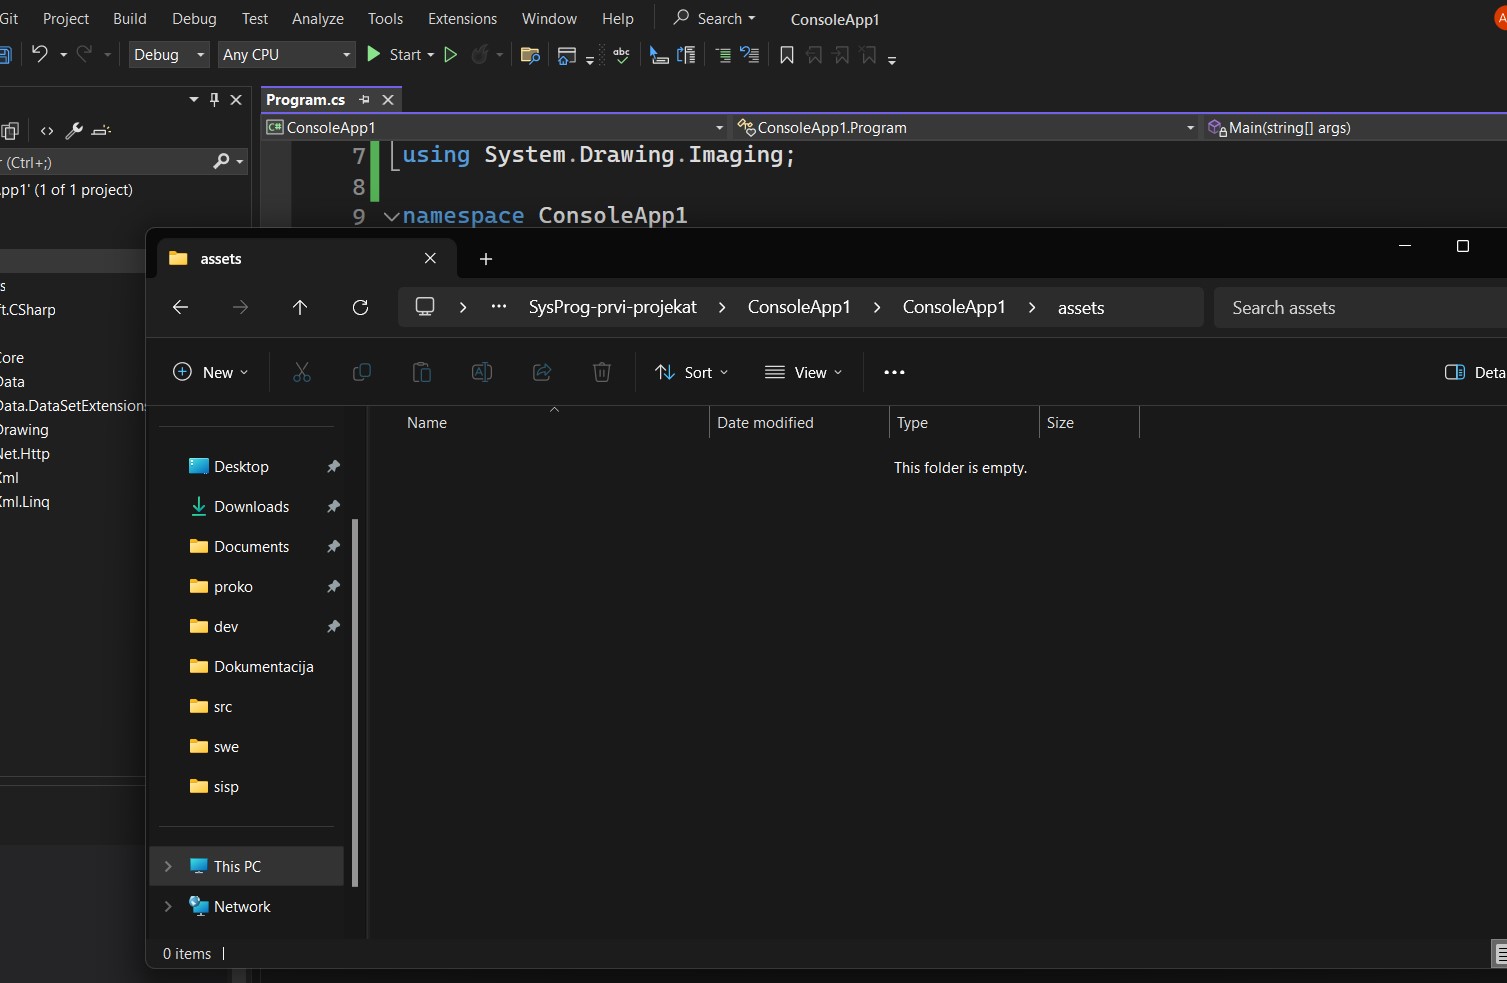 Git Project Build Debug Test Analyze Tools Extensions Window Help Search ConsoleApp1
Debug Any CPU Start abc
Program.cs
C# ConsoleApp1 ConsoleApp1.Program Main(string[] args)
(Ctrl+;)
pp1' (1 of 1 project)
s
ft.CSharp
Core
Data
Data.DataSetExtensions
Drawing
Net.Http
Xml
Xml.Linq
7 using System.Drawing.Imaging;
8
9 namespace ConsoleApp1
assets
... SysProg-prvi-projekat > ConsoleApp1 > ConsoleApp1 > assets
Search assets
New Sort View ... Deta
Name Date modified Type Size
This folder is empty.
Desktop
Downloads
Documents
proko
dev
Dokumentacija
src
swe
sisp
This PC
Network
0 items